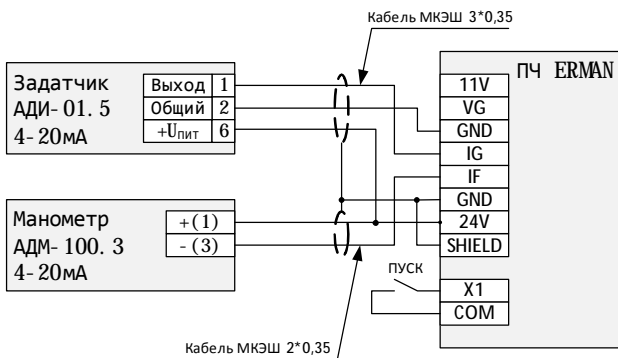 Кабель МКЭШ 3*0,35
Задатчик
АДИ-01.5
4-20мА
Выход 1
Общий 2
+Uпит 6
Манометр
АДМ-100.3
4-20мА
+(1)
-(3)
Кабель МКЭШ 2*0,35
ПЧ ERMAN
11V
VG
GND
IG
IF
GND
24V
SHIELD
ПУСК
X1
COM